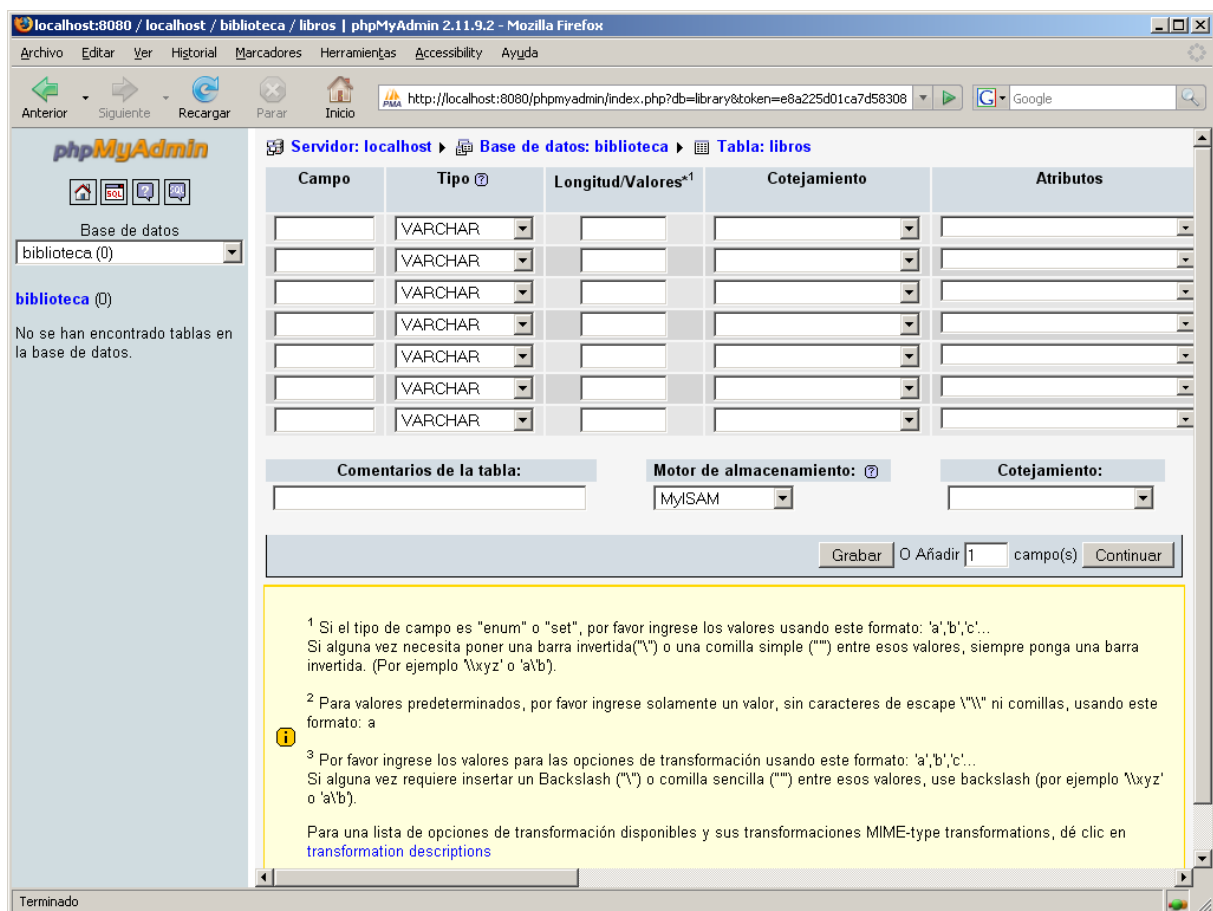 localhost:8080 / localhost / biblioteca / libros | phpMyAdmin 2.11.9.2 - Mozilla Firefox
Archivo Editar Ver Historial Marcadores Herramientas Accessibility Ayuda
Anterior Siguiente Recargar Parar Inicio PMA http://localhost:8080/phpmyadmin/index.php?db=library&token=e8a225d01ca7d58308 G Google
phpMyAdmin
SQL SQL
Base de datos
biblioteca (0)
biblioteca (0)
No se han encontrado tablas en
la base de datos.
Servidor: localhost Base de datos: biblioteca Tabla: libros
Campo Tipo Longitud/Valores*1 Cotejamiento Atributos
VARCHAR
VARCHAR
VARCHAR
VARCHAR
VARCHAR
VARCHAR
VARCHAR
Comentarios de la tabla: Motor de almacenamiento: Cotejamiento:
MyISAM
Grabar O Añadir 1 campo(s) Continuar
1 Si el tipo de campo es "enum" o "set", por favor ingrese los valores usando este formato: 'a','b','c'...
Si alguna vez necesita poner una barra invertida("\") o una comilla simple ("'") entre esos valores, siempre ponga una barra
invertida. (Por ejemplo '\\xyz' o 'a\'b').
2 Para valores predeterminados, por favor ingrese solamente un valor, sin caracteres de escape \"\\" ni comillas, usando este
formato: a
3 Por favor ingrese los valores para las opciones de transformación usando este formato: 'a','b','c'...
Si alguna vez requiere insertar un Backslash ("\") o comilla sencilla ("'") entre esos valores, use backslash (por ejemplo '\\xyz'
o 'a\'b').
Para una lista de opciones de transformación disponibles y sus transformaciones MIME-type transformations, dé clic en
transformation descriptions
Terminado